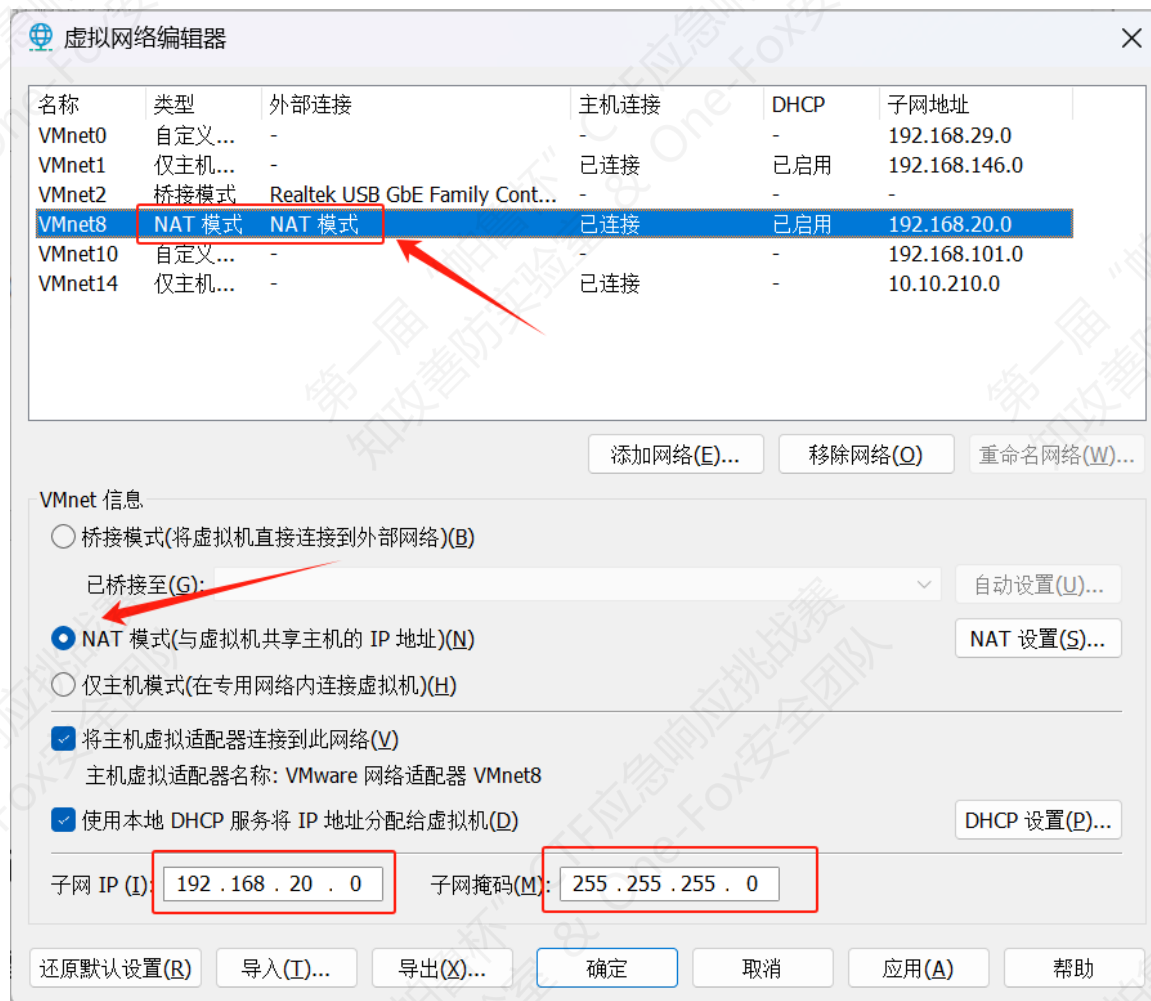 虚拟网络编辑器
名称 类型 外部连接 主机连接 DHCP 子网地址
VMnet0 自定义... - - - 192.168.29.0
VMnet1 仅主机... - 已连接 已启用 192.168.146.0
VMnet2 桥接模式 Realtek USB GbE Family Cont... - - -
VMnet8 NAT 模式 NAT 模式 已连接 已启用 192.168.20.0
VMnet10 自定义... - - - 192.168.101.0
VMnet14 仅主机... - 已连接 - 10.10.210.0
添加网络(E)... 移除网络(O) 重命名网络(W)...
VMnet 信息
桥接模式(将虚拟机直接连接到外部网络)(B)
已桥接至(G): 自动设置(U)...
NAT 模式(与虚拟机共享主机的 IP 地址)(N) NAT 设置(S)...
仅主机模式(在专用网络内连接虚拟机)(H)
将主机虚拟适配器连接到此网络(V)
主机虚拟适配器名称: VMware 网络适配器 VMnet8
使用本地 DHCP 服务将 IP 地址分配给虚拟机(D) DHCP 设置(P)...
子网 IP (I): 192 . 168 . 20 . 0 子网掩码(M): 255 . 255 . 255 . 0
还原默认设置(R) 导入(T)... 导出(X)... 确定 取消 应用(A) 帮助